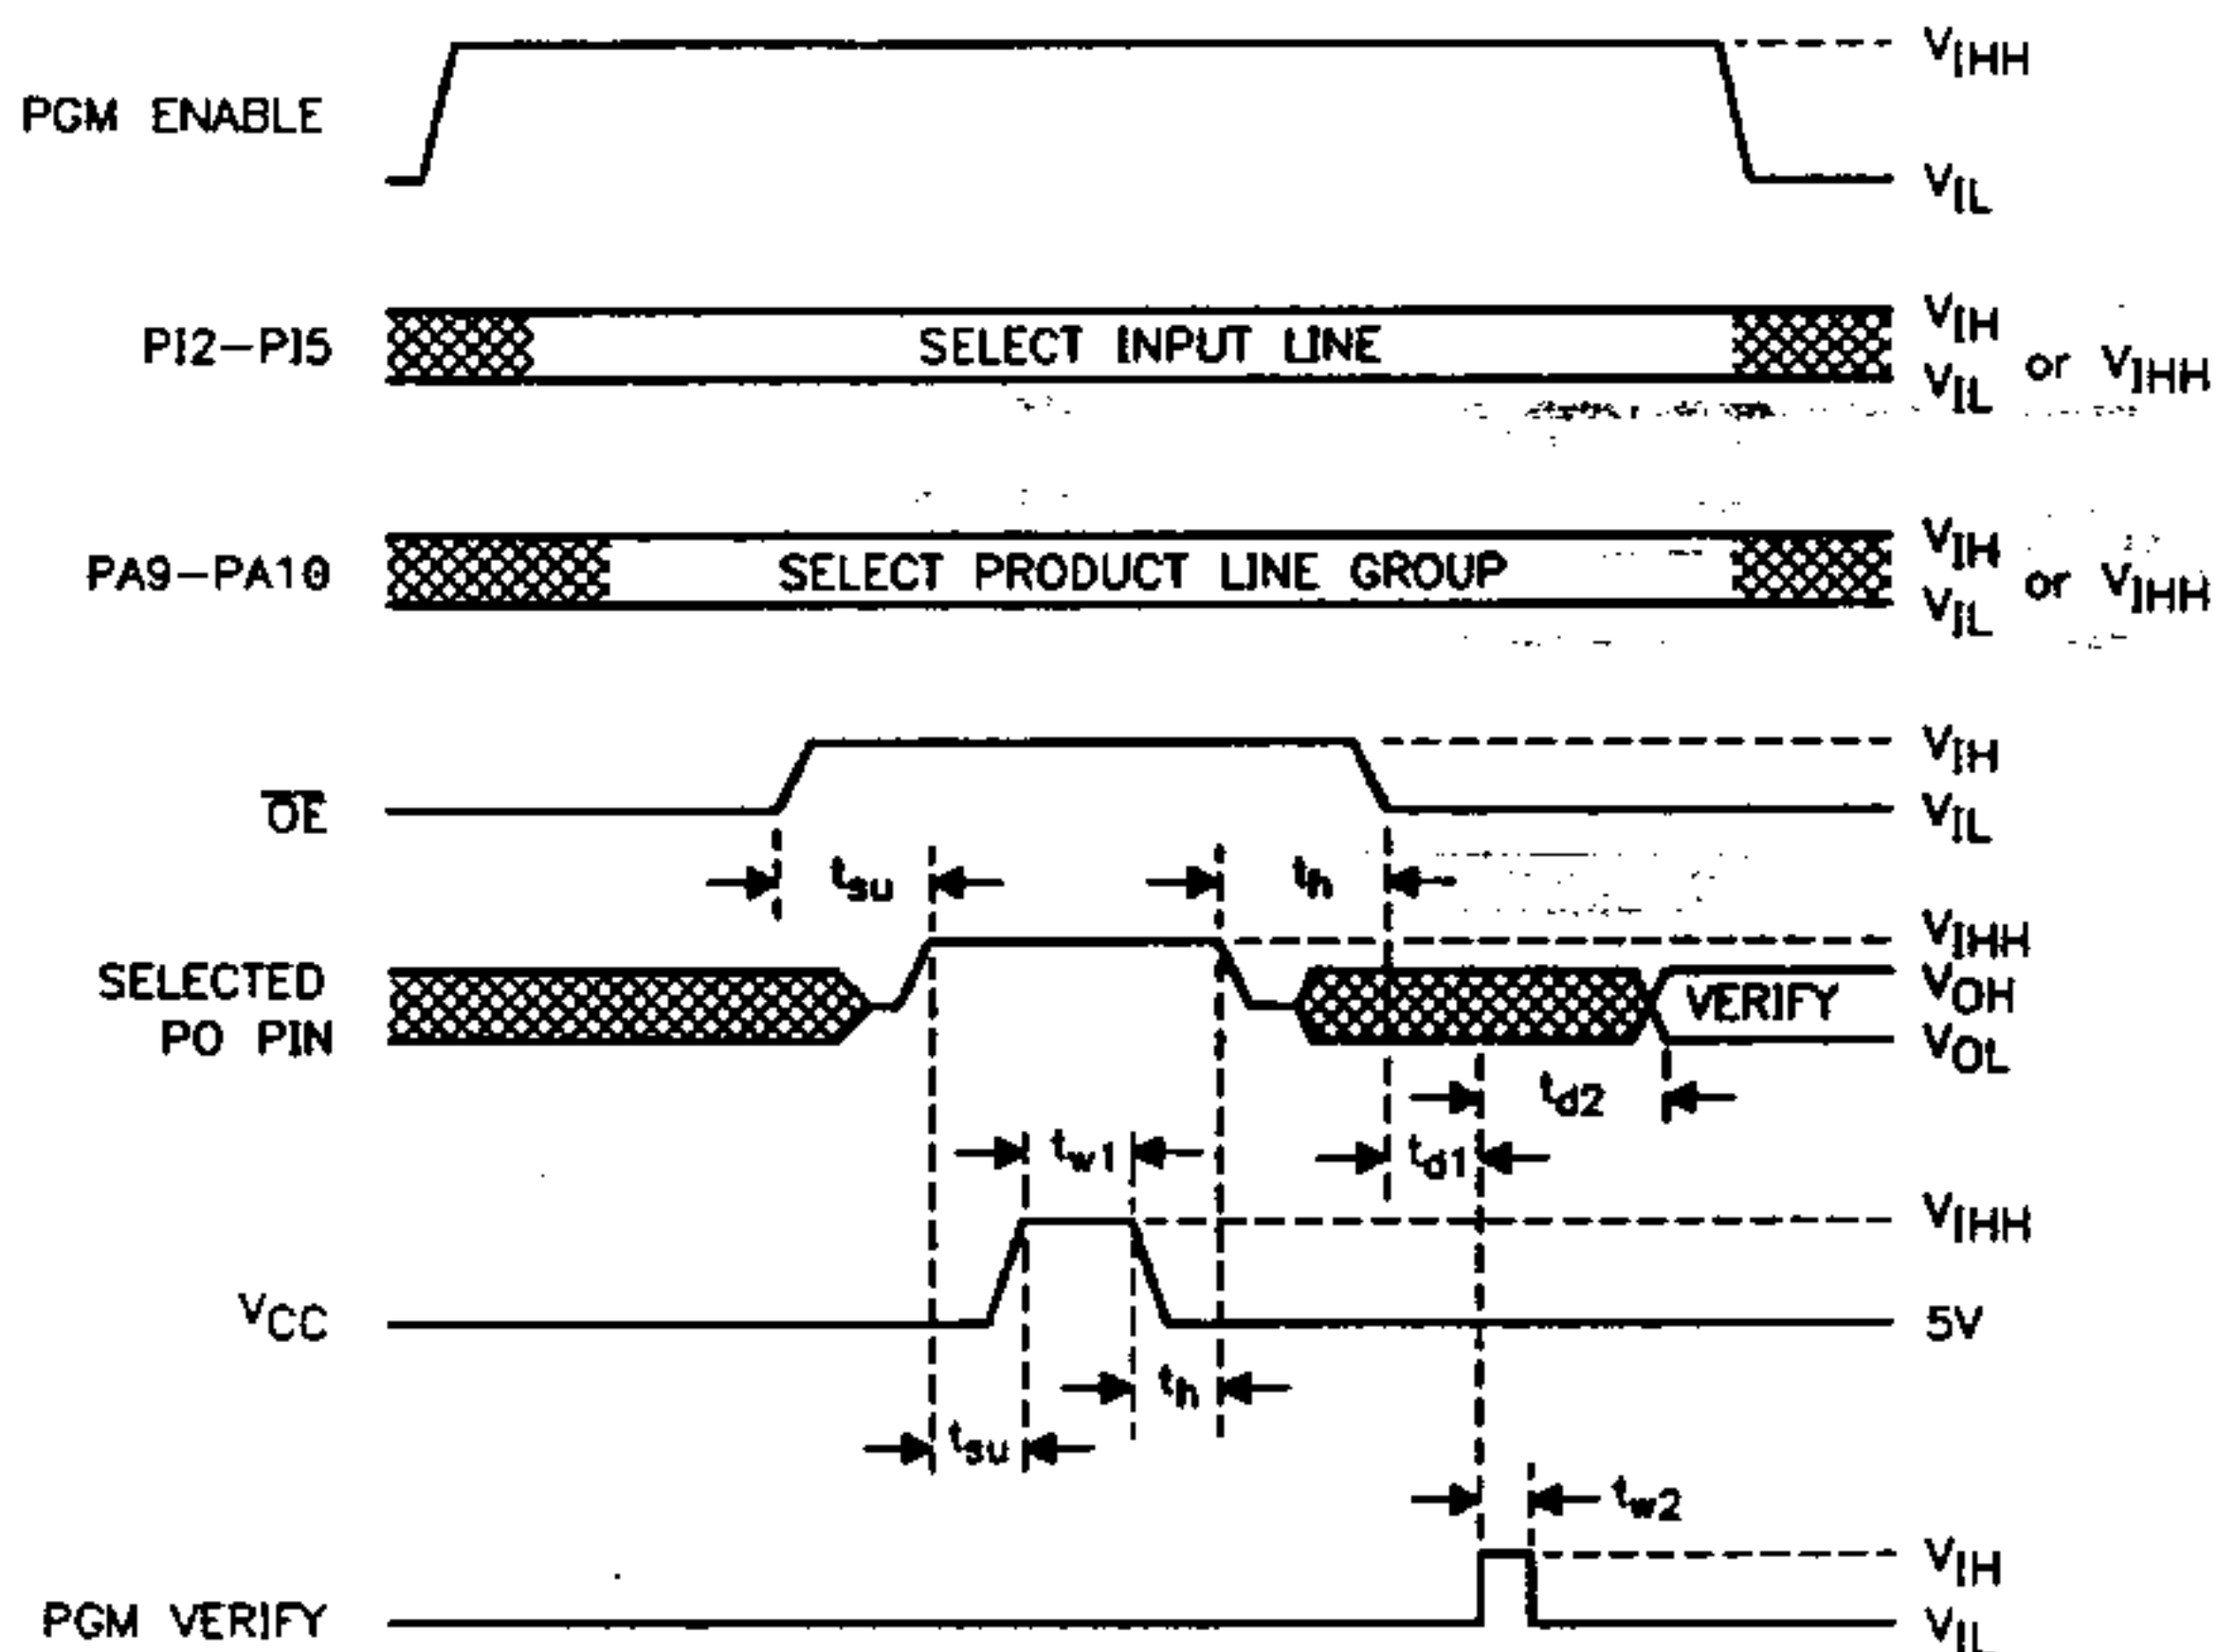 PGM ENABLE
VIHH
VIL
PI2-PI5
SELECT INPUT LINE
VIH
VIL
or VIHH
PA9-PA10
SELECT PRODUCT LINE GROUP
VIH
VIL
or VIHH
OE
VIH
VIL
tsu
th
SELECTED
PO PIN
VERIFY
VIHH
VOH
VOL
td2
tw1
td1
VIHH
VCC
5V
th
tsu
tw2
VIH
PGM VERIFY
VIL